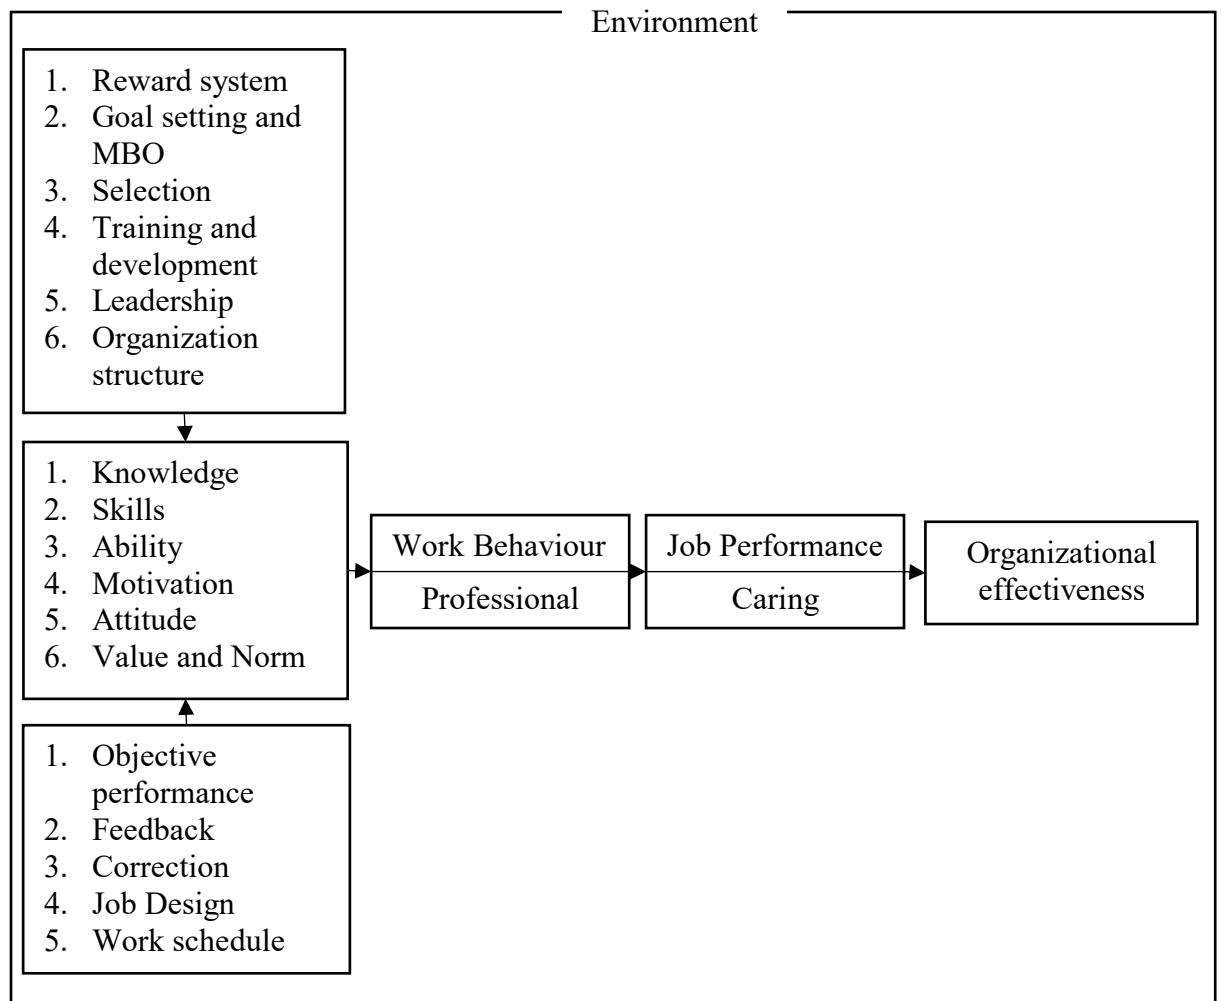 Environment
1. Reward system
2. Goal setting and
MBO
3. Selection
4. Training and
development
5. Leadership
6. Organization
structure
1. Knowledge
2. Skills
3. Ability
4. Motivation
5. Attitude
6. Value and Norm
Work Behaviour
Professional
Job Performance
Caring
Organizational
effectiveness
1. Objective
performance
2. Feedback
3. Correction
4. Job Design
5. Work schedule